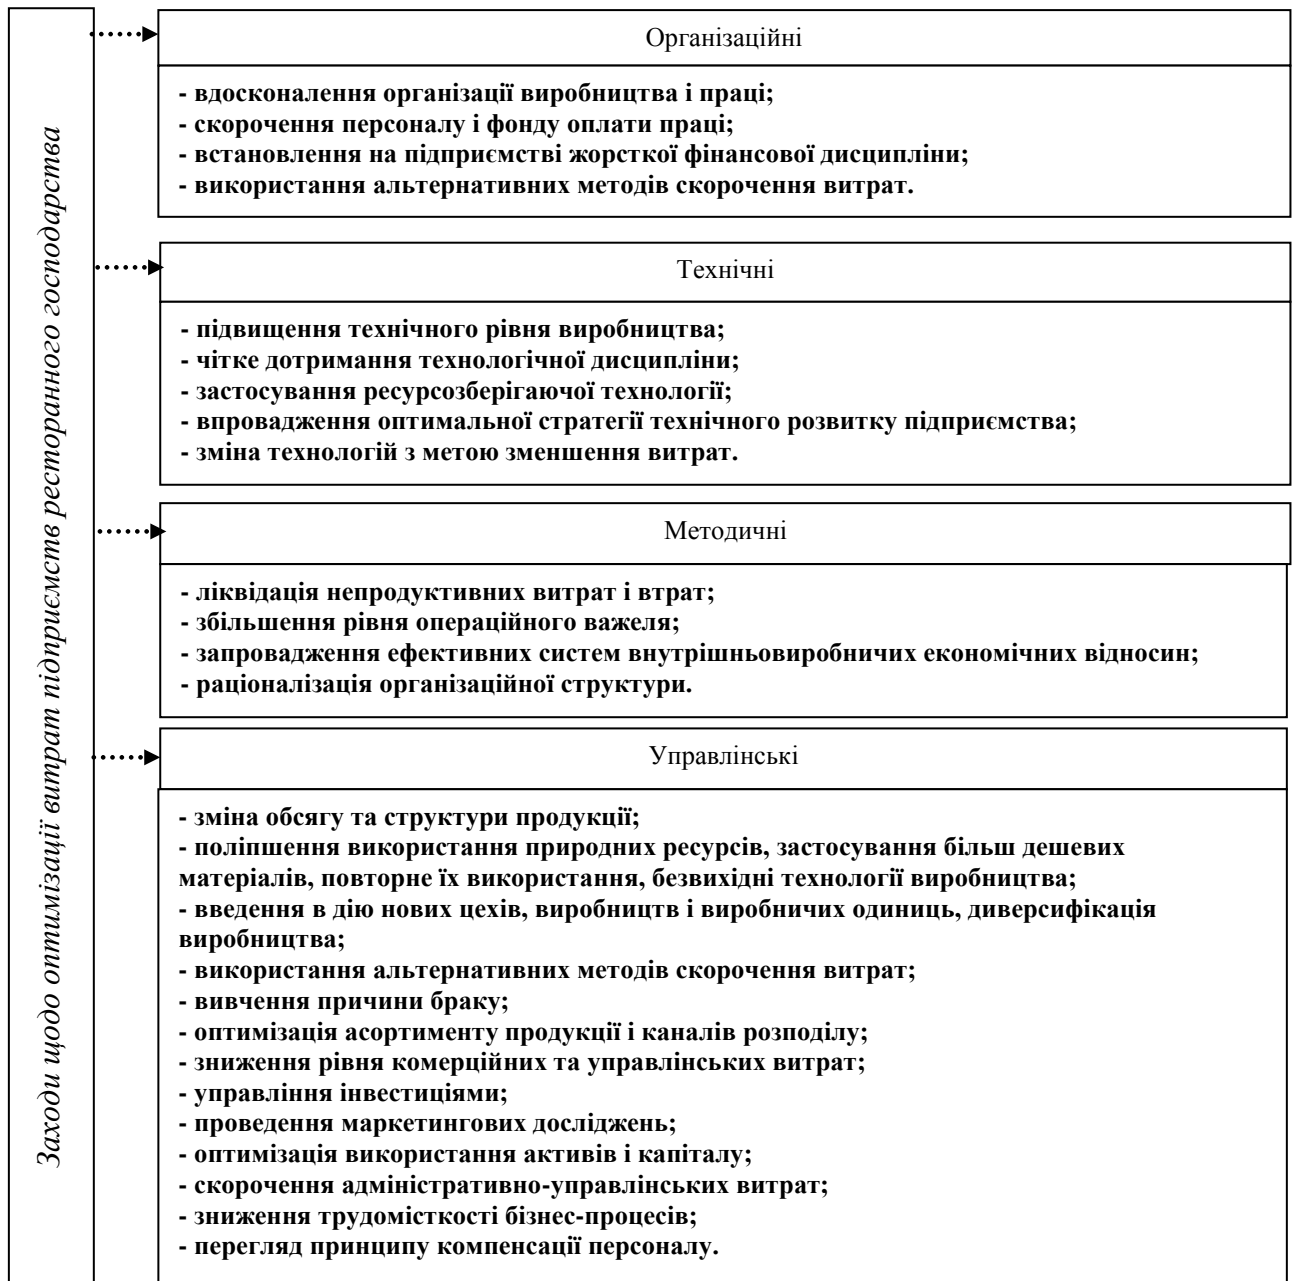 Заходи щодо оптимізації витрат підприємств ресторанного господарства
Організаційні
- вдосконалення організації виробництва і праці;
- скорочення персоналу і фонду оплати праці;
- встановлення на підприємстві жорсткої фінансової дисципліни;
- використання альтернативних методів скорочення витрат.
Технічні
- підвищення технічного рівня виробництва;
- чітке дотримання технологічної дисципліни;
- застосування ресурсозберігаючої технології;
- впровадження оптимальної стратегії технічного розвитку підприємства;
- зміна технологій з метою зменшення витрат.
Методичні
- ліквідація непродуктивних витрат і втрат;
- збільшення рівня операційного важеля;
- запровадження ефективних систем внутрішньовиробничих економічних відносин;
- раціоналізація організаційної структури.
Управлінські
- зміна обсягу та структури продукції;
- поліпшення використання природних ресурсів, застосування більш дешевих
матеріалів, повторне їх використання, безвихідні технології виробництва;
- введення в дію нових цехів, виробництв і виробничих одиниць, диверсифікація
виробництва;
- використання альтернативних методів скорочення витрат;
- вивчення причини браку;
- оптимізація асортименту продукції і каналів розподілу;
- зниження рівня комерційних та управлінських витрат;
- управління інвестиціями;
- проведення маркетингових досліджень;
- оптимізація використання активів і капіталу;
- скорочення адміністративно-управлінських витрат;
- зниження трудомісткості бізнес-процесів;
- перегляд принципу компенсації персоналу.